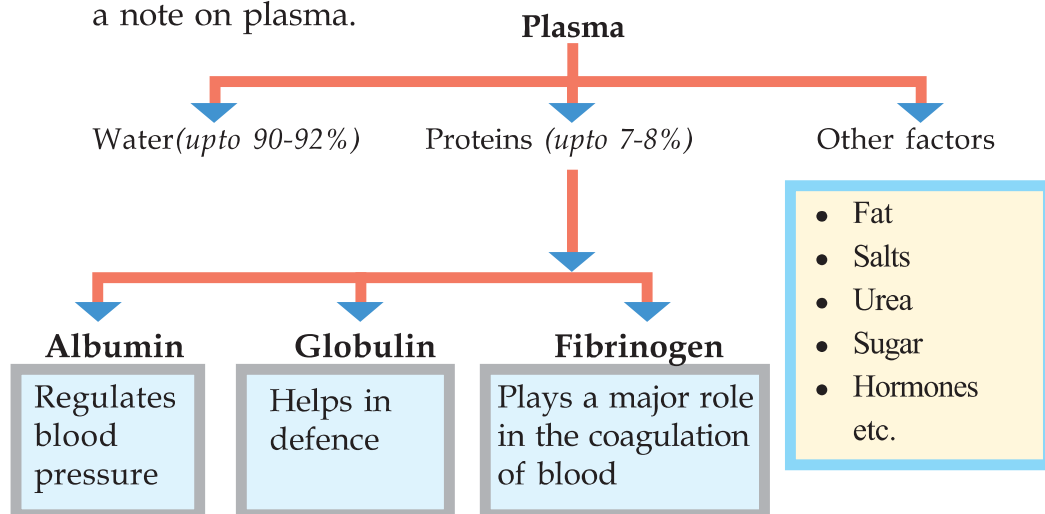 a note on plasma.
Plasma
Water(upto 90-92%)
Proteins (upto 7-8%)
Other factors
• Fat
• Salts
• Urea
• Sugar
• Hormones
etc.
Albumin
Regulates
blood
pressure
Globulin
Helps in
defence
Fibrinogen
Plays a major role
in the coagulation
of blood